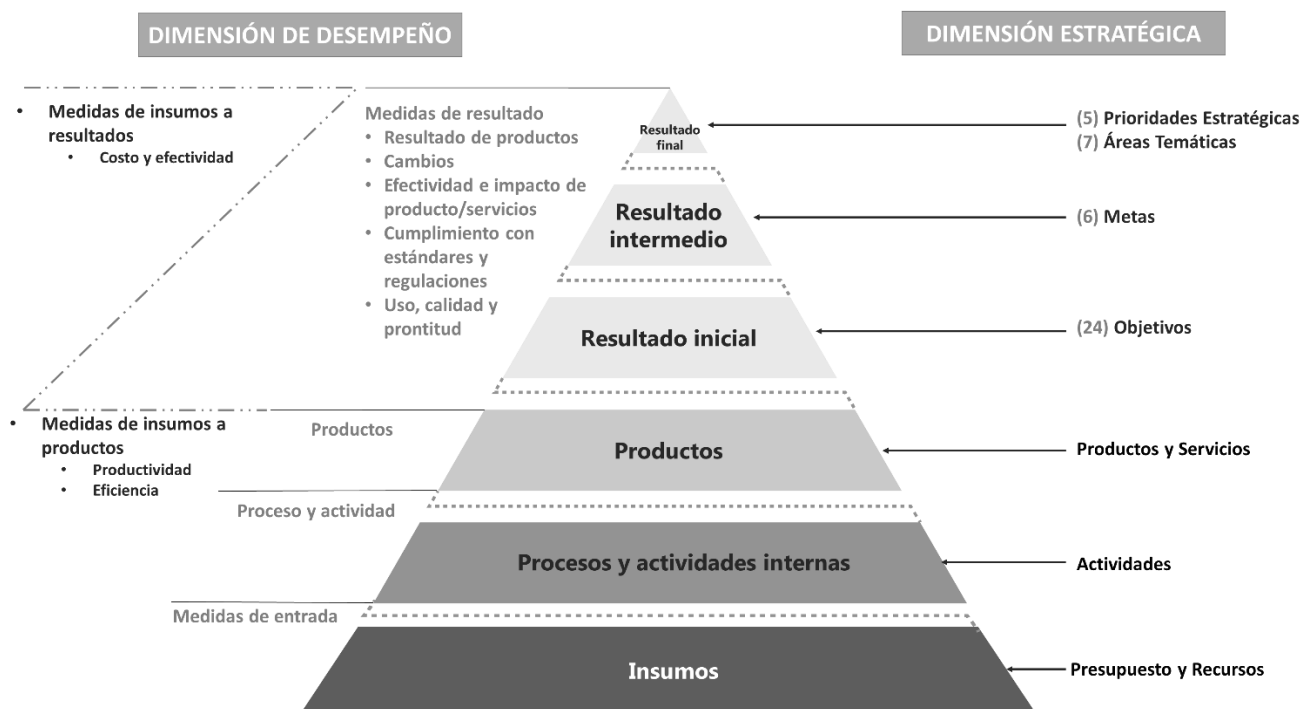 DIMENSIÓN DE DESEMPEÑO
DIMENSIÓN ESTRATÉGICA
• Medidas de insumos a
resultados
• Costo y efectividad
Medidas de resultado
• Resultado de productos
• Cambios
• Efectividad e impacto de
producto/servicios
• Cumplimiento con
estándares y
regulaciones
• Uso, calidad y
prontitud
Resultado
final
(5) Prioridades Estratégicas
(7) Áreas Temáticas
Resultado
intermedio
(6) Metas
Resultado inicial
(24) Objetivos
• Medidas de insumos a
productos
• Productividad
• Eficiencia
Productos
Productos
Productos y Servicios
Proceso y actividad
Procesos y actividades internas
Actividades
Medidas de entrada
Insumos
Presupuesto y Recursos